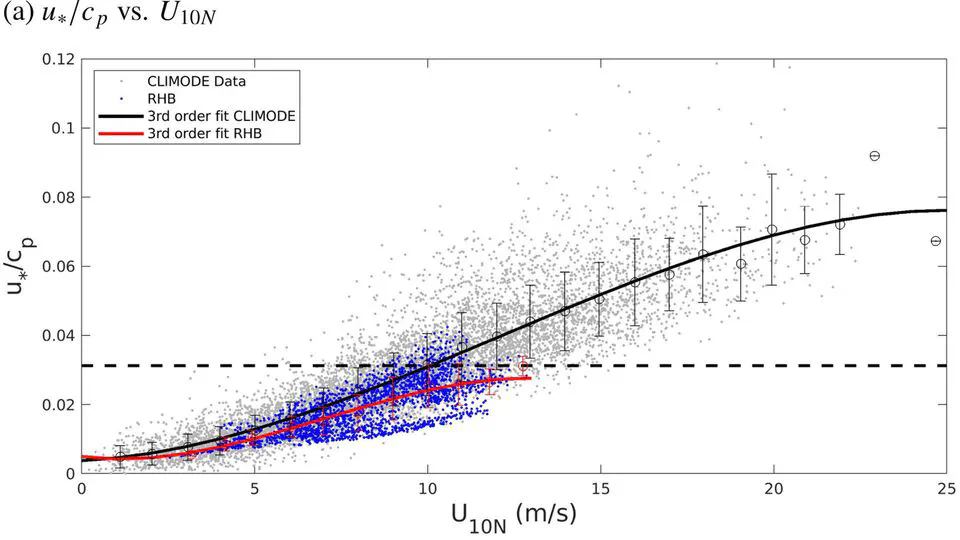 (a) u*/cp vs. U10N
0.12
0.1
0.08
0.06
0.04
0.02
0
u*/cp
CLIMODE Data
RHB
3rd order fit CLIMODE
3rd order fit RHB
0 5 10 15 20 25
U10N (m/s)